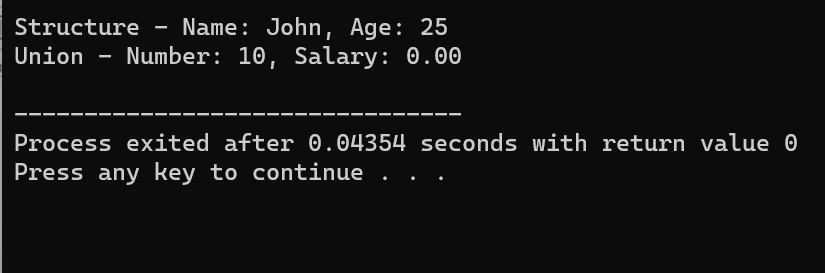 Structure - Name: John, Age: 25
Union - Number: 10, Salary: 0.00
--------------------------------
Process exited after 0.04354 seconds with return value 0
Press any key to continue . . .